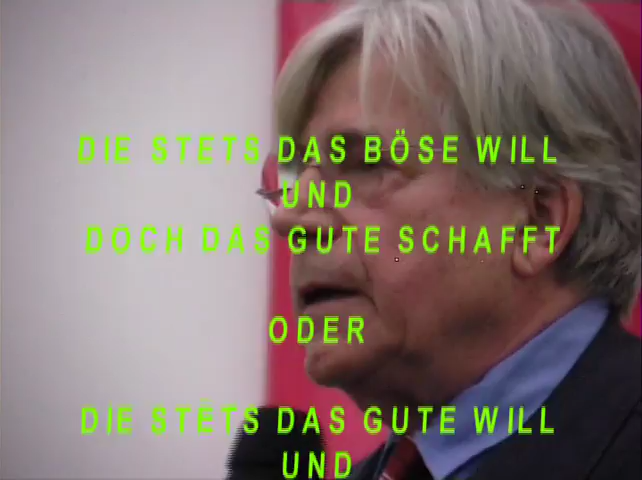 DIE STETS DAS BÖSE WILL
UND
DOCH DAS GUTE SCHAFFT
ODER
DIE STETS DAS GUTE WILL
UND